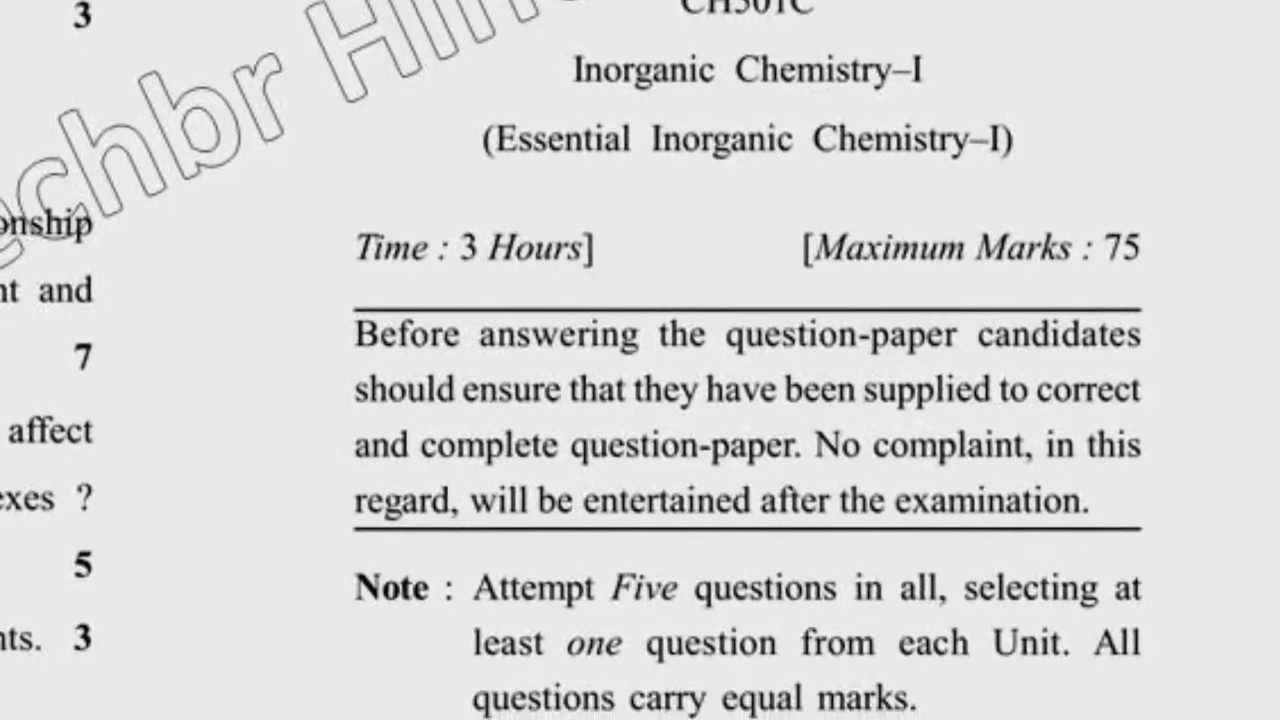 3
onship
nt and
7
affect
exes ?
5
nts. 3
Inorganic Chemistry–I
(Essential Inorganic Chemistry–I)
Time : 3 Hours] [Maximum Marks : 75
Before answering the question-paper candidates
should ensure that they have been supplied to correct
and complete question-paper. No complaint, in this
regard, will be entertained after the examination.
Note : Attempt Five questions in all, selecting at
least one question from each Unit. All
questions carry equal marks.